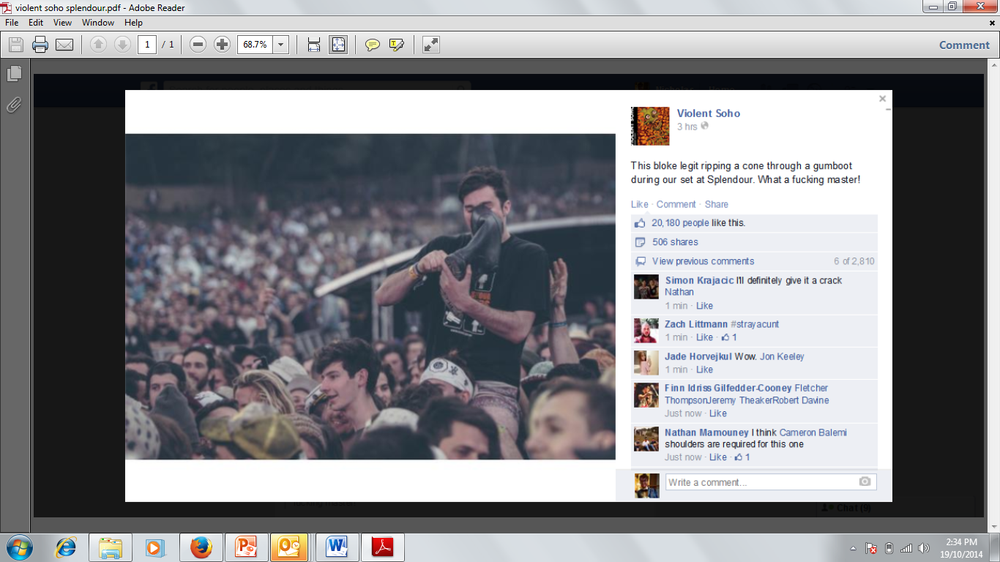 violent soho splendour.pdf - Adobe Reader
File Edit View Window Help
1 / 1 68.7% Comment
Violent Soho
3 hrs
This bloke legit ripping a cone through a gumboot
during our set at Splendour. What a fucking master!
Like · Comment · Share
20,180 people like this.
506 shares
View previous comments 6 of 2,810
Simon Krajacic I'll definitely give it a crack
Nathan
1 min · Like
Zach Littmann #strayacunt
1 min · Like · 1
Jade Horvejkul Wow. Jon Keeley
1 min · Like
Finn Idriss Gilfedder-Cooney Fletcher
ThompsonJeremy TheakerRobert Davine
Just now · Like
Nathan Mamouney I think Cameron Balemi
shoulders are required for this one
Just now · Like · 1
Write a comment...
Chat (9)
2:34 PM
19/10/2014